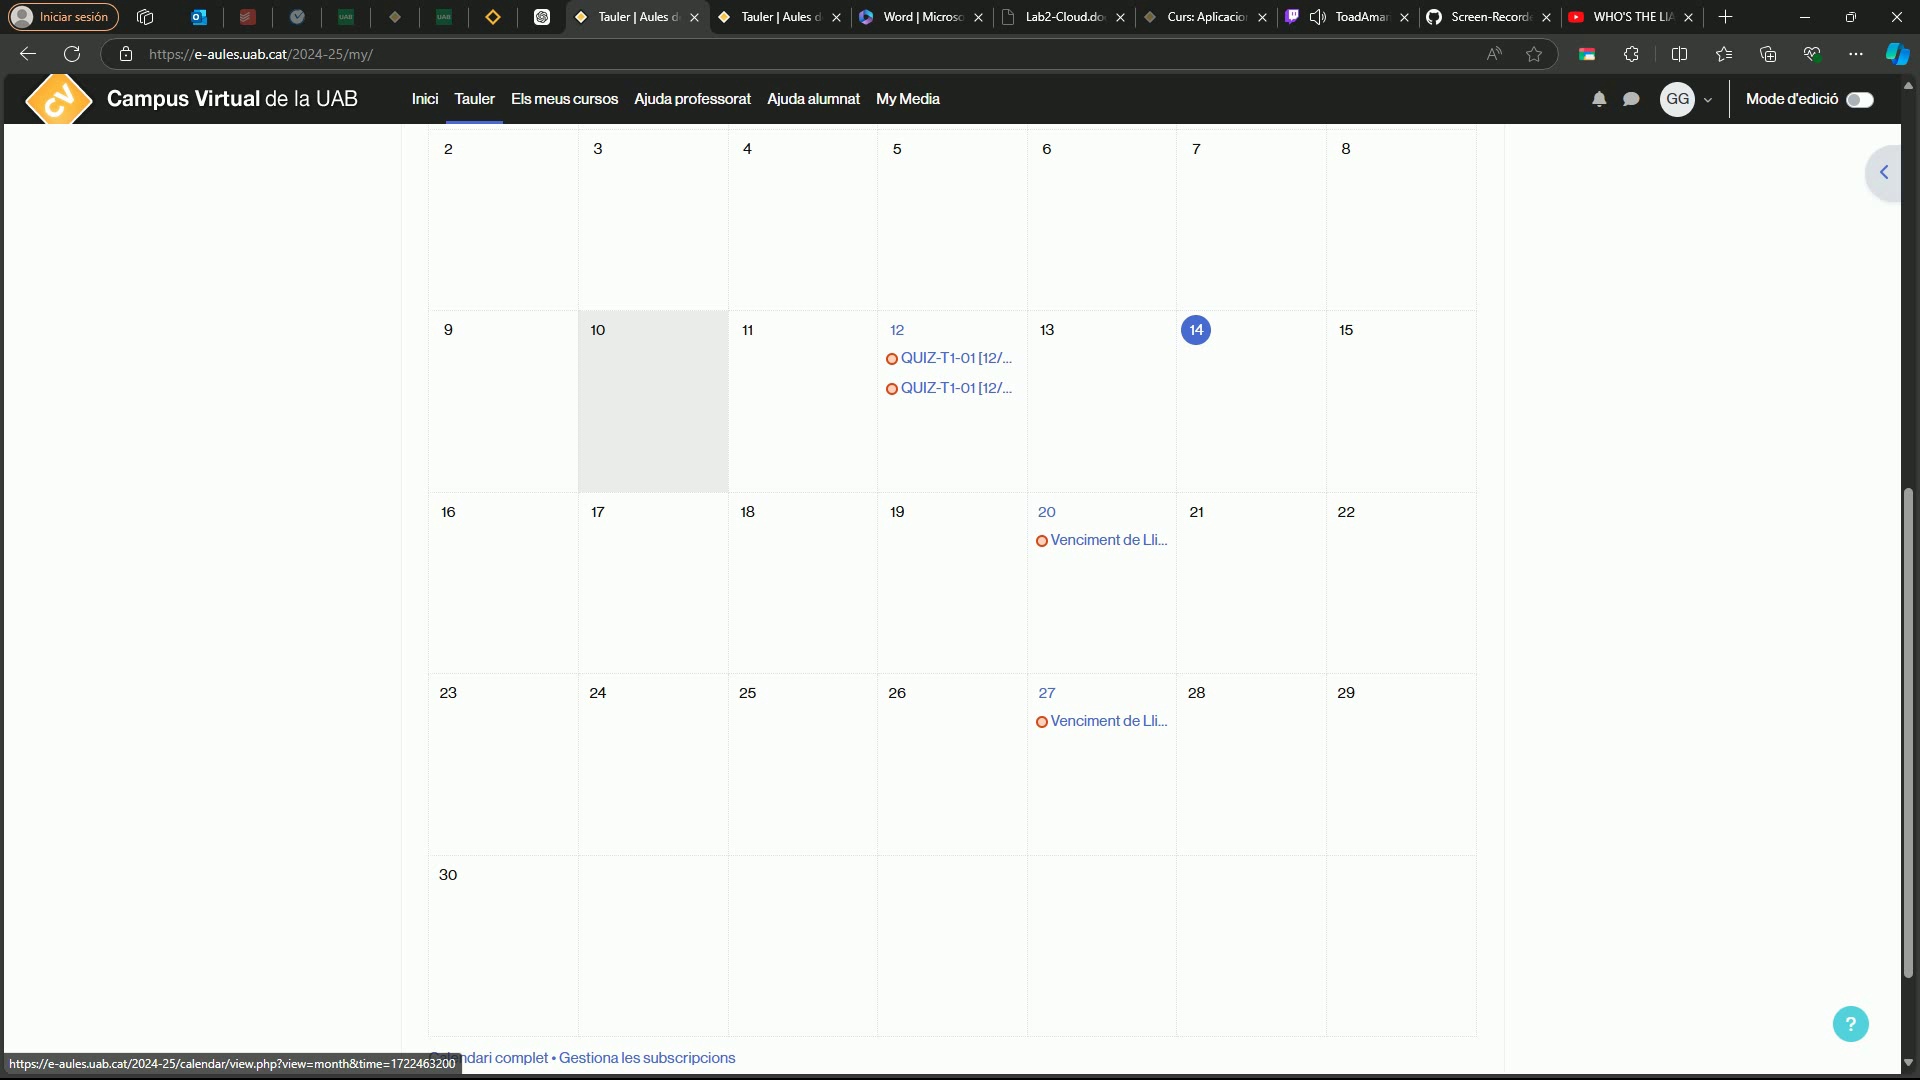 Iniciar sesión
Tauler | Aules d
Tauler | Aules d
Word | Microso
Lab2-Cloud.do
Curs: Aplicacio
ToadAmar
Screen-Record
WHO'S THE LIA
https://e-aules.uab.cat/2024-25/my/
CV
Campus Virtual de la UAB
Inici
Tauler
Els meus cursos
Ajuda professorat
Ajuda alumnat
My Media
GG
Mode d'edició
2 3 4 5 6 7 8
9 10 11 12 13 14 15
QUIZ-T1-01 [12/...
QUIZ-T1-01 [12/...
16 17 18 19 20 21 22
Venciment de Lli...
23 24 25 26 27 28 29
Venciment de Lli...
30
?
ndari complet • Gestiona les subscripcions
https://e-aules.uab.cat/2024-25/calendar/view.php?view=month&time=1722463200